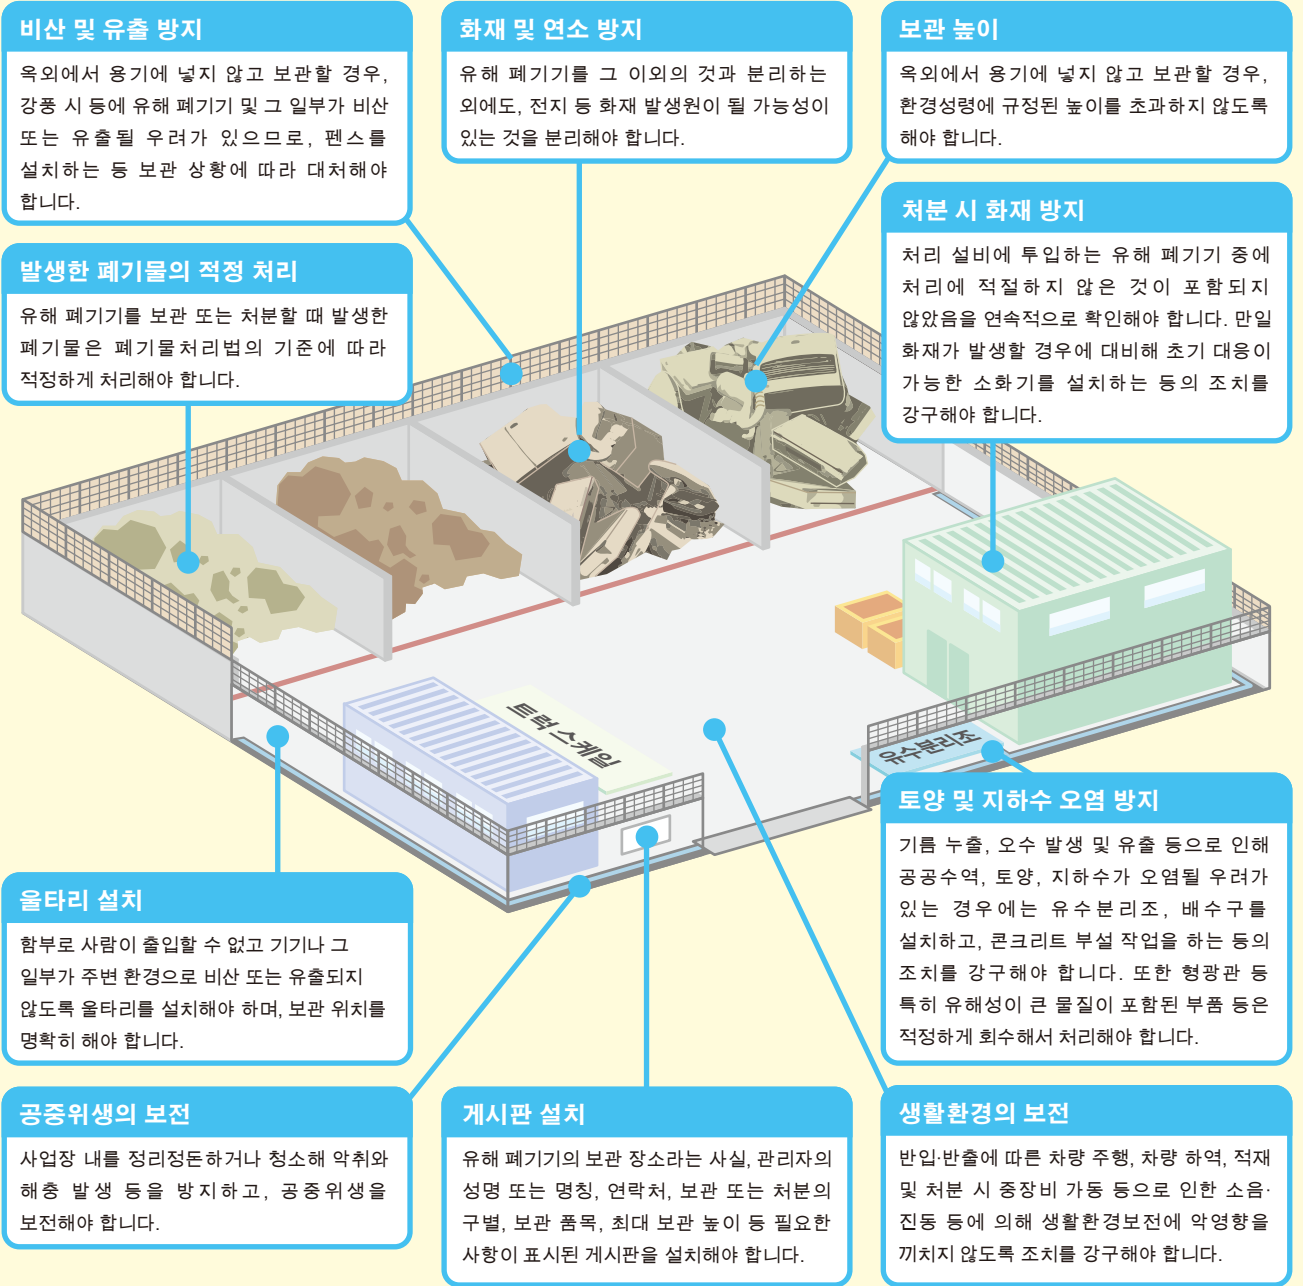 비산 및 유출 방지
옥외에서 용기에 넣지 않고 보관할 경우,
강풍 시 등에 유해 폐기기 및 그 일부가 비산
또는 유출될 우려가 있으므로, 펜스를
설치하는 등 보관 상황에 따라 대처해야
합니다.
화재 및 연소 방지
유해 폐기기를 그 이외의 것과 분리하는
외에도, 전지 등 화재 발생원이 될 가능성이
있는 것을 분리해야 합니다.
보관 높이
옥외에서 용기에 넣지 않고 보관할 경우,
환경성령에 규정된 높이를 초과하지 않도록
해야 합니다.
발생한 폐기물의 적정 처리
유해 폐기기를 보관 또는 처분할 때 발생한
폐기물은 폐기물처리법의 기준에 따라
적정하게 처리해야 합니다.
처분 시 화재 방지
처리 설비에 투입하는 유해 폐기기 중에
처리에 적절하지 않은 것이 포함되지
않았음을 연속적으로 확인해야 합니다. 만일
화재가 발생할 경우에 대비해 초기 대응이
가능한 소화기를 설치하는 등의 조치를
강구해야 합니다.
트럭 스케일
유수분리조
울타리 설치
함부로 사람이 출입할 수 없고 기기나 그
일부가 주변 환경으로 비산 또는 유출되지
않도록 울타리를 설치해야 하며, 보관 위치를
명확히 해야 합니다.
토양 및 지하수 오염 방지
기름 누출, 오수 발생 및 유출 등으로 인해
공공수역, 토양, 지하수가 오염될 우려가
있는 경우에는 유수분리조, 배수구를
설치하고, 콘크리트 부설 작업을 하는 등의
조치를 강구해야 합니다. 또한 형광관 등
특히 유해성이 큰 물질이 포함된 부품 등은
적정하게 회수해서 처리해야 합니다.
공중위생의 보전
사업장 내를 정리정돈하거나 청소해 악취와
해충 발생 등을 방지하고, 공중위생을
보전해야 합니다.
게시판 설치
유해 폐기기의 보관 장소라는 사실, 관리자의
성명 또는 명칭, 연락처, 보관 또는 처분의
구별, 보관 품목, 최대 보관 높이 등 필요한
사항이 표시된 게시판을 설치해야 합니다.
생활환경의 보전
반입·반출에 따른 차량 주행, 차량 하역, 적재
및 처분 시 중장비 가동 등으로 인한 소음·
진동 등에 의해 생활환경보전에 악영향을
끼치지 않도록 조치를 강구해야 합니다.